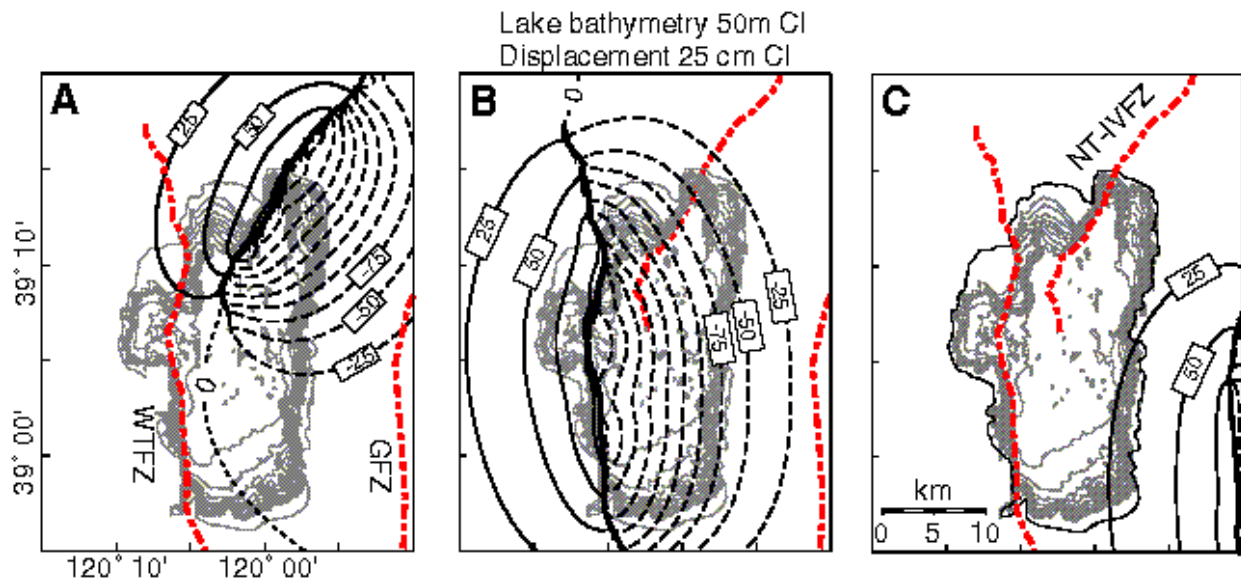 Lake bathymetry 50m CI
Displacement 25 cm CI
A
25
50
-75
-50
-25
0
WTFZ
GFZ
39° 10'
39° 00'
120° 10'
120° 00'
B
0
25
50
-75
-50
-25
C
NT-IVFZ
25
50
km
0 5 10